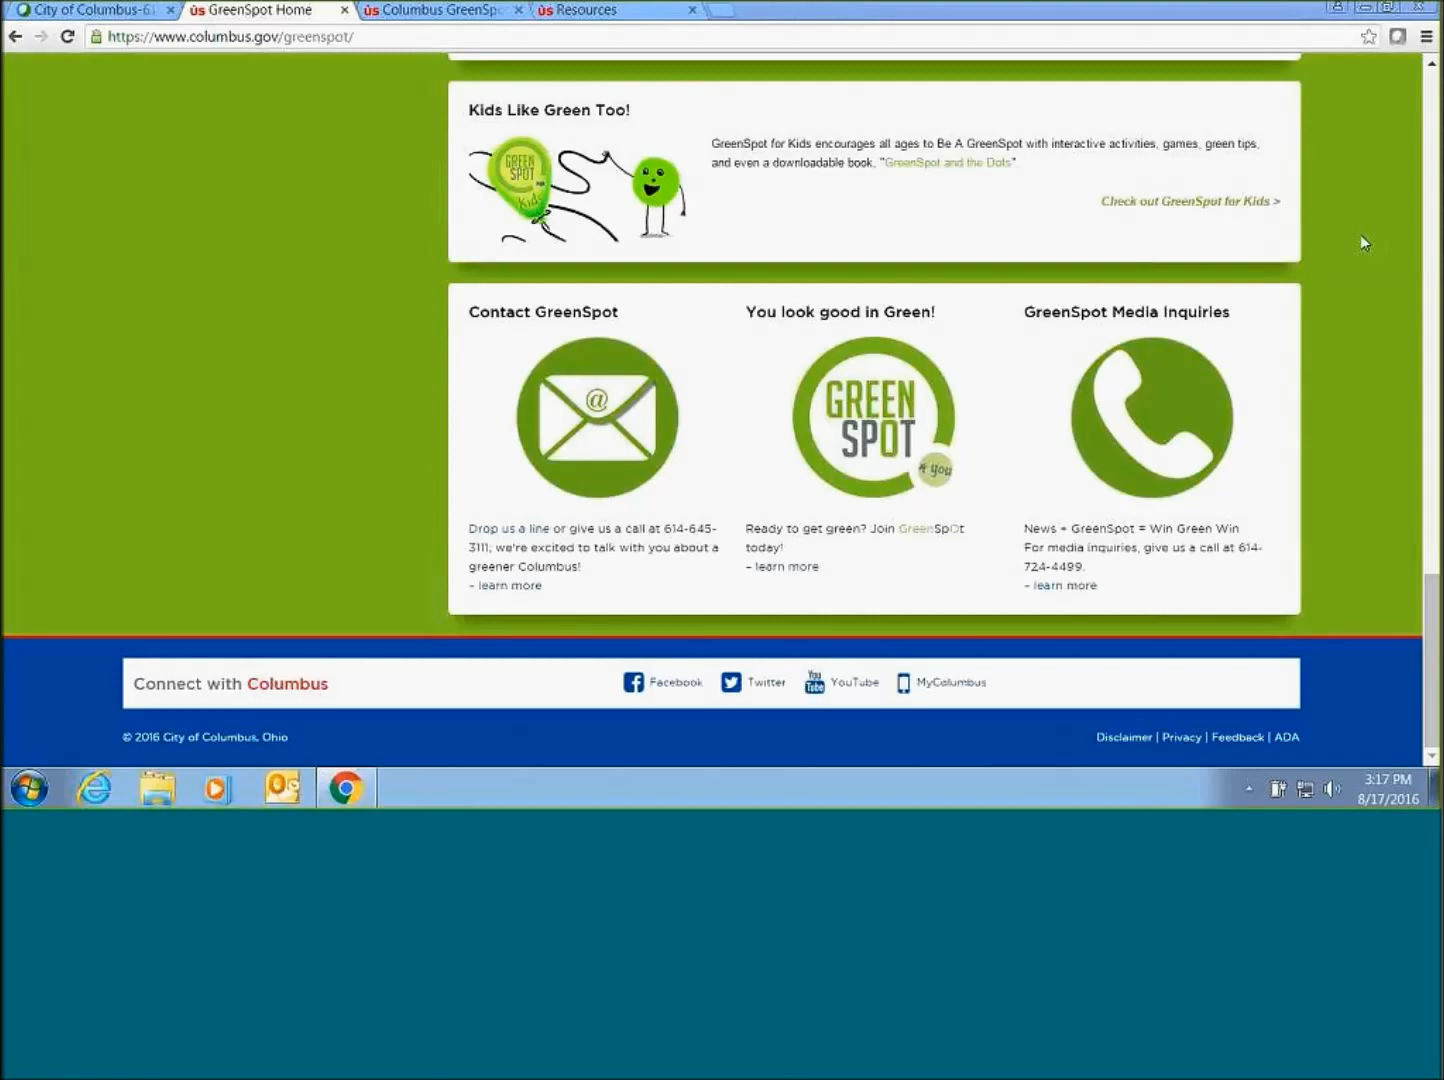 City of Columbus-61
GreenSpot Home
Columbus GreenSpo
Resources
https://www.columbus.gov/greenspot/
Kids Like Green Too!
GREEN
SPOT
Kids
GreenSpot for Kids encourages all ages to Be A GreenSpot with interactive activities, games, green tips,
and even a downloadable book, "GreenSpot and the Dots".
Check out GreenSpot for Kids >
Contact GreenSpot
You look good in Green!
GreenSpot Media Inquiries
@
GREEN
SPOT
4 you
Drop us a line or give us a call at 614-645-
3111; we're excited to talk with you about a
greener Columbus!
– learn more
Ready to get green? Join GreenSpOt
today!
– learn more
News + GreenSpot = Win Green Win
For media inquiries, give us a call at 614-
724-4499.
– learn more
Connect with Columbus
Facebook
Twitter
You
Tube
YouTube
MyColumbus
© 2016 City of Columbus, Ohio
Disclaimer | Privacy | Feedback | ADA
3:17 PM
8/17/2016